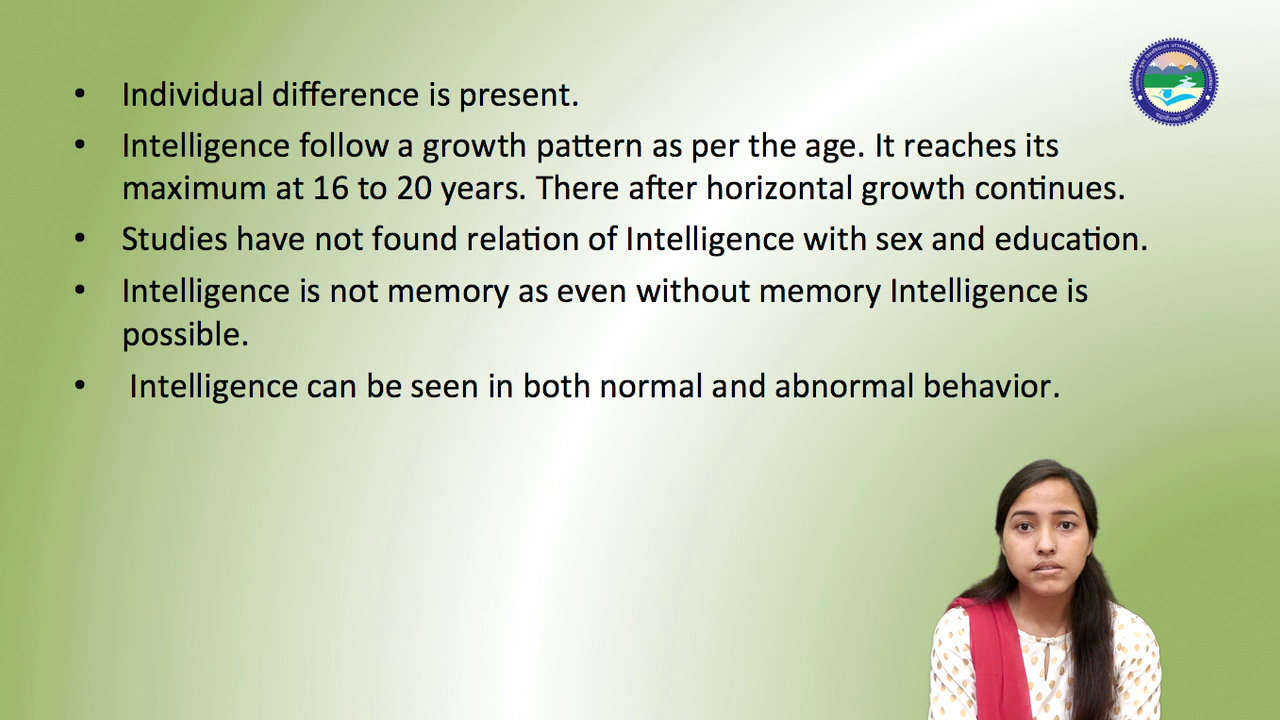 • Individual difference is present.
• Intelligence follow a growth pattern as per the age. It reaches its
maximum at 16 to 20 years. There after horizontal growth continues.
• Studies have not found relation of Intelligence with sex and education.
• Intelligence is not memory as even without memory Intelligence is
possible.
• Intelligence can be seen in both normal and abnormal behavior.